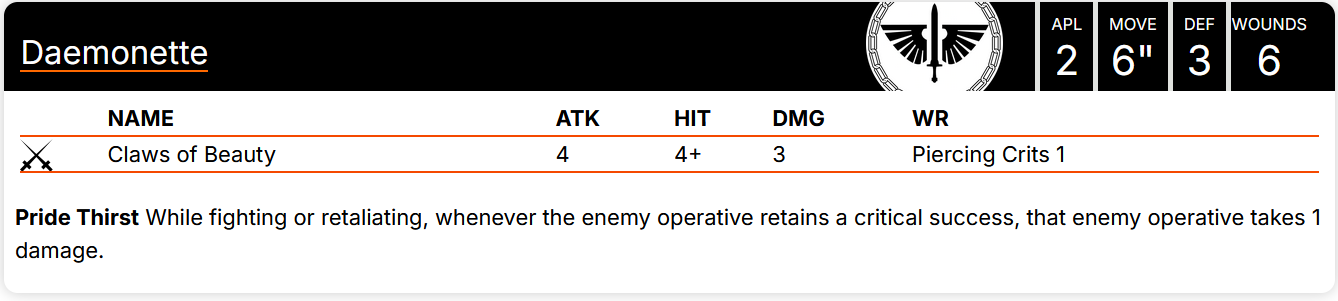 Daemonette
APL MOVE DEF WOUNDS
2 6" 3 6
NAME ATK HIT DMG WR
Claws of Beauty 4 4+ 3 Piercing Crits 1
Pride Thirst While fighting or retaliating, whenever the enemy operative retains a critical success, that enemy operative takes 1
damage.